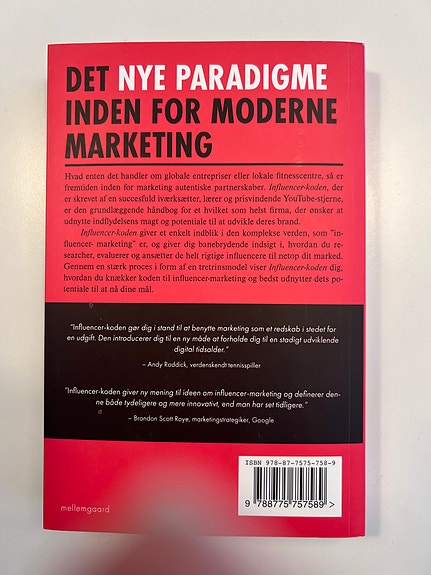 DET NYE PARADIGME
INDEN FOR MODERNE
MARKETING
Hvad enten det handler om globale entrepriser eller lokale fitnesscentre, så er
fremtiden inden for marketing autentiske partnerskaber. Influencer-koden, der
er skrevet af en succesfuld iværksætter, lærer og prisvindende YouTube-stjerne,
er den grundlæggende håndbog for et hvilket som helst firma, der ønsker at
udnytte indflydelsens magt og potentiale til at udvikle deres brand.
Influencer-koden giver et enkelt indblik i den komplekse verden, som "in-
fluencer- marketing" er, og giver dig banebrydende indsigt i, hvordan du re-
searcher, evaluerer og ansætter de helt rigtige influencere til netop dit marked.
Gennem en stærk proces i form af en tretrinsmodel viser Influencer-koden dig,
hvordan du knækker koden til influencer-marketing og bedst udnytter dets po-
tentiale til at nå dine mål.
"Influencer-koden gør dig i stand til at benytte marketing som et redskab i stedet for
en udgift. Den introducerer dig til en ny måde at forholde dig til en stadigt udviklende
digital tidsalder."
– Andy Roddick, verdenskendt tennisspiller
"Influencer-koden giver ny mening til ideen om influencer-marketing og definerer den-
ne både tydeligere og mere innovativt, end man har set tidligere."
– Brandon Scott Roye, marketingstrategiker, Google
ISBN 978-87-7575-758-9
9 788775 757589 >
mellemgaard